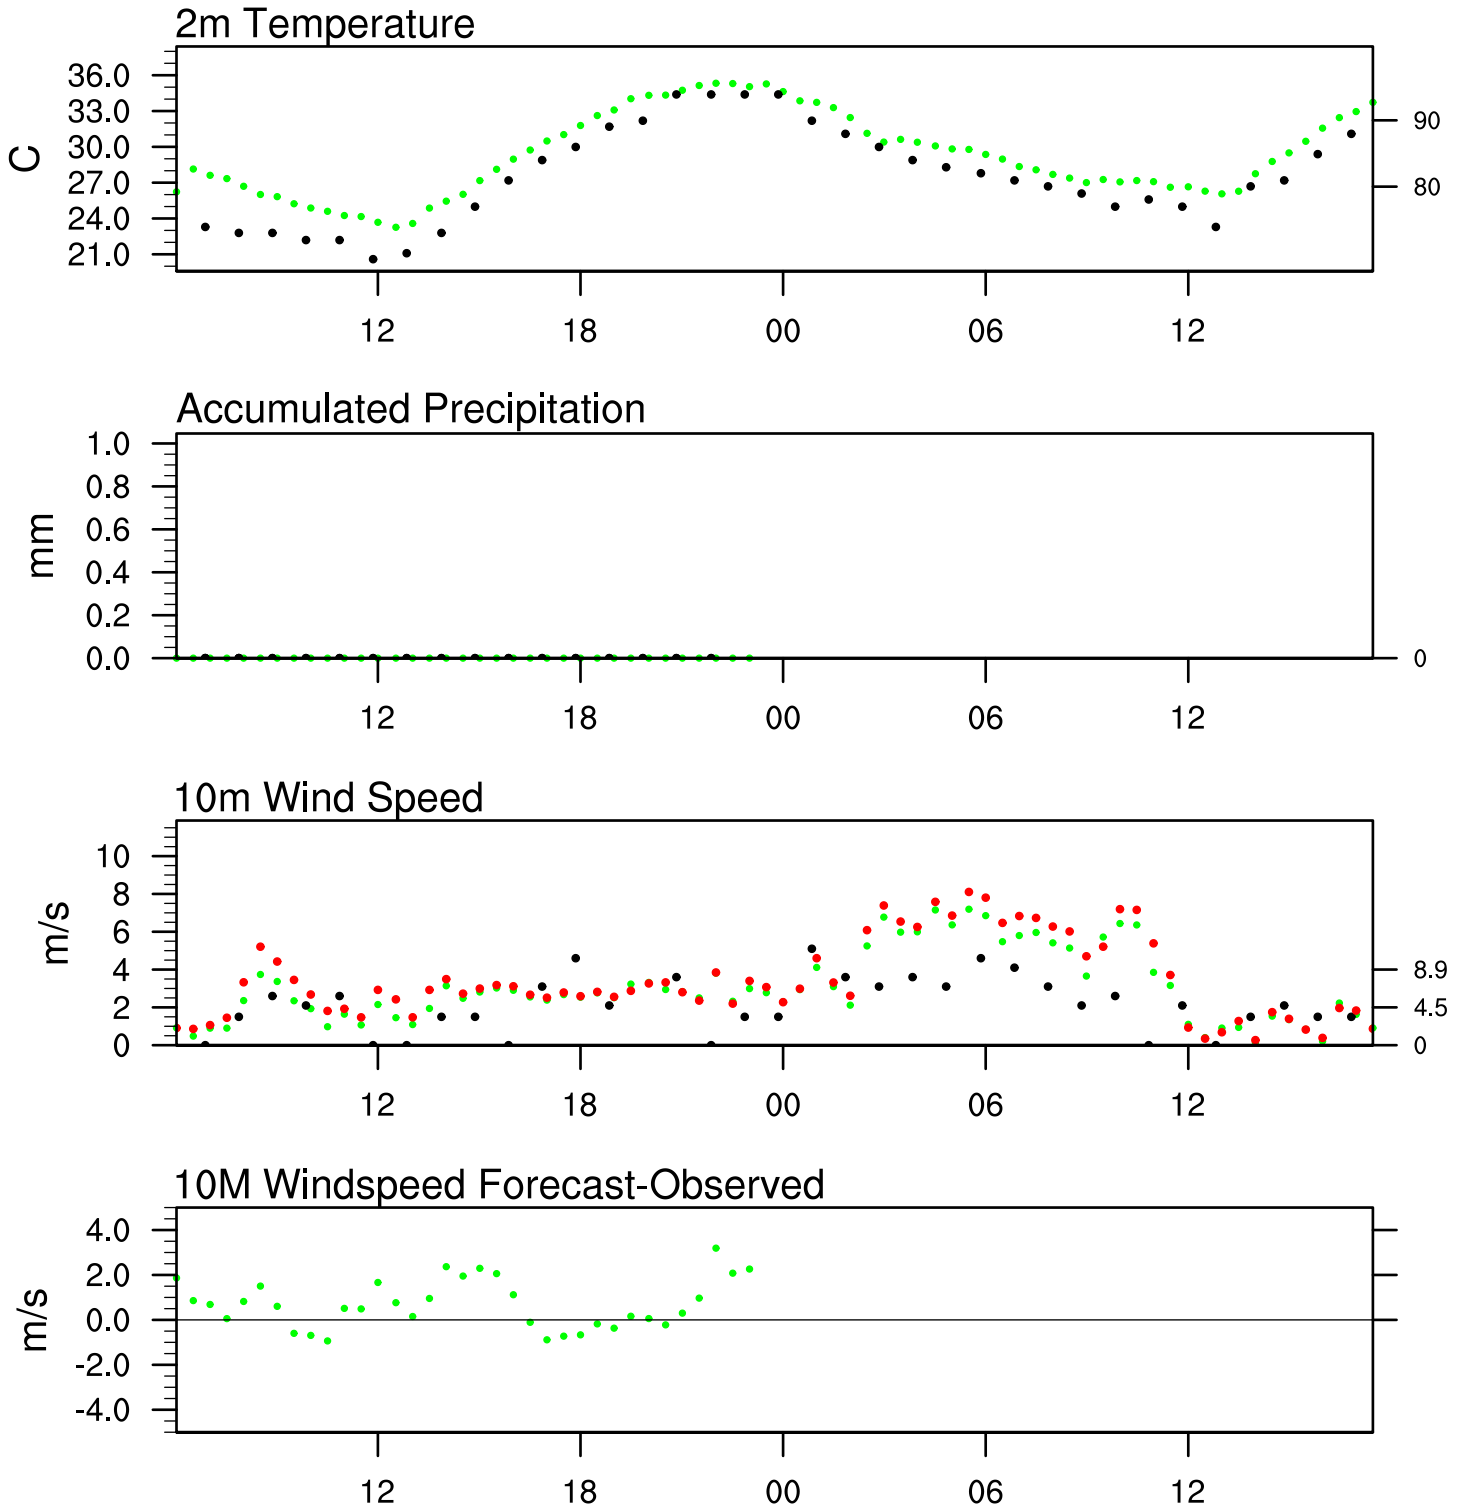 2m Temperature
36.0
33.0
30.0
27.0
24.0
21.0
C
90
80
12 18 00 06 12
Accumulated Precipitation
1.0
0.8
0.6
0.4
0.2
0.0
mm
0
12 18 00 06 12
10m Wind Speed
10
8
6
4
2
0
m/s
8.9
4.5
0
12 18 00 06 12
10M Windspeed Forecast-Observed
4.0
2.0
0.0
-2.0
-4.0
m/s
12 18 00 06 12